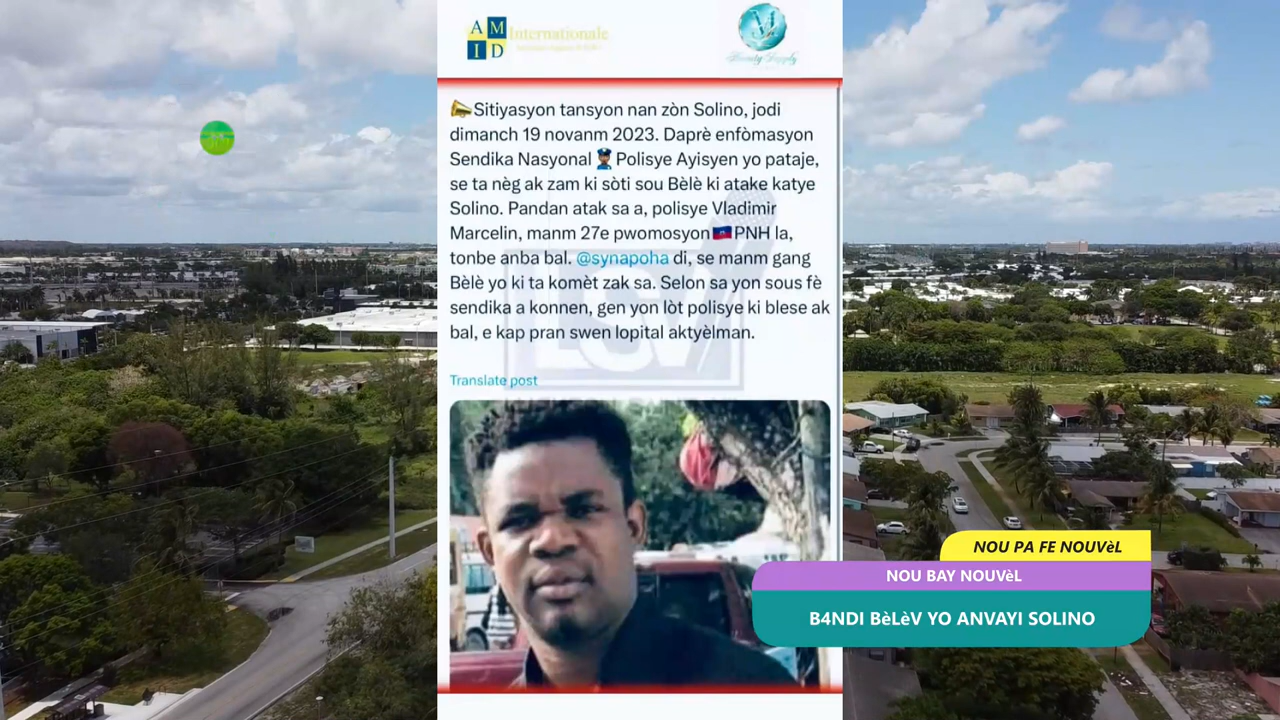 A M
I D
Internationale
Beauty Supply
Sitiyasyon tansyon nan zòn Solino, jodi
dimanch 19 novanm 2023. Daprè enfòmasyon
Sendika Nasyonal Polisye Ayisyen yo pataje,
se ta nèg ak zam ki sòti sou Bèlè ki atake katye
Solino. Pandan atak sa a, polisye Vladimir
Marcelin, manm 27e pwomosyon PNH la,
tonbe anba bal. @synapoha di, se manm gang
Bèlè yo ki ta komèt zak sa. Selon sa yon sous fè
sendika a konnen, gen yon lòt polisye ki blese ak
bal, e kap pran swen lopital aktyèlman.
Translate post
NOU PA FE NOUVèL
NOU BAY NOUVèL
B4NDI BèLèV YO ANVAYI SOLINO